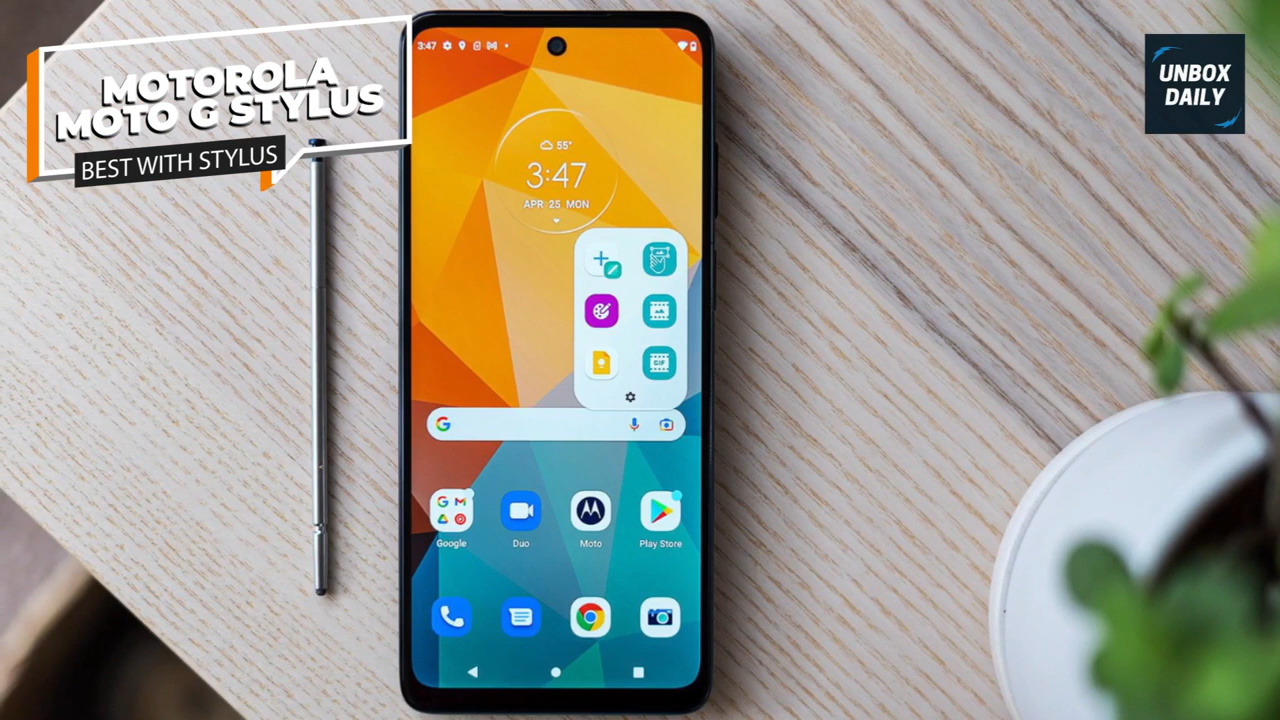 MOTOROLA
MOTO G STYLUS
BEST WITH STYLUS
UNBOX
DAILY
3:47
55°
3:47
APR 25 MON
GIF
Google
Duo
Moto
Play Store